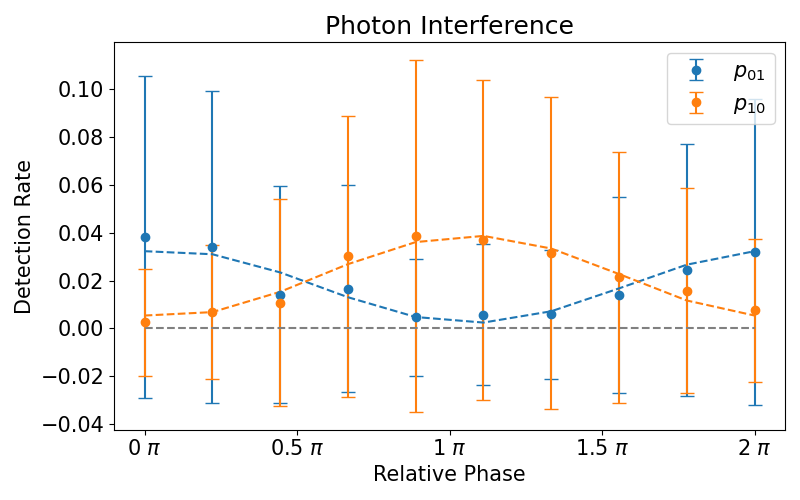 Photon Interference
Detection Rate
0.10
0.08
0.06
0.04
0.02
0.00
−0.02
−0.04
p01
p10
0 π
0.5 π
1 π
1.5 π
2 π
Relative Phase